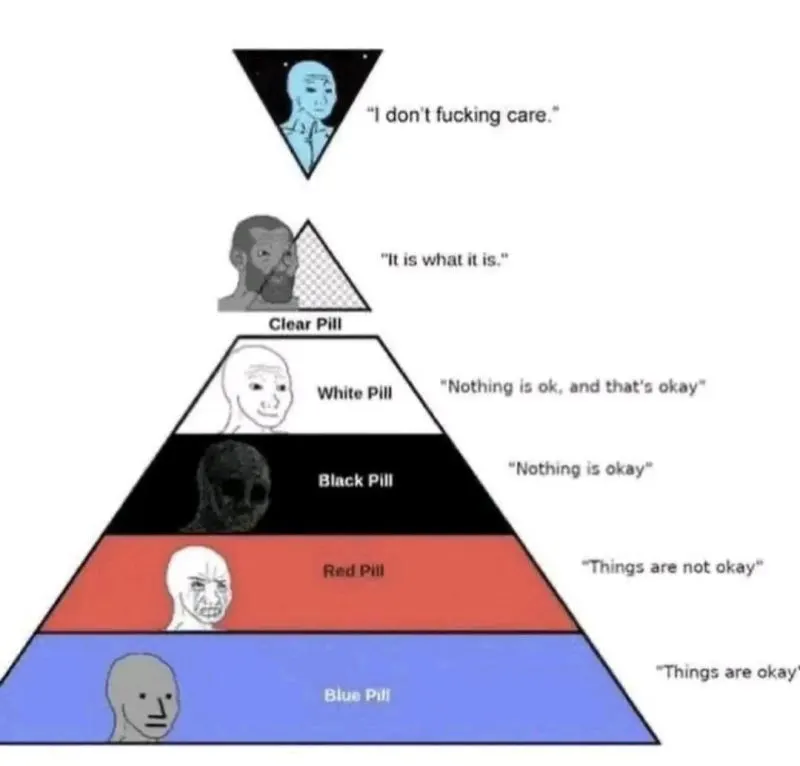 "I don't fucking care."
"It is what it is."
Clear Pill
White Pill
"Nothing is ok, and that's okay"
Black Pill
"Nothing is okay"
Red Pill
"Things are not okay"
Blue Pill
"Things are okay"